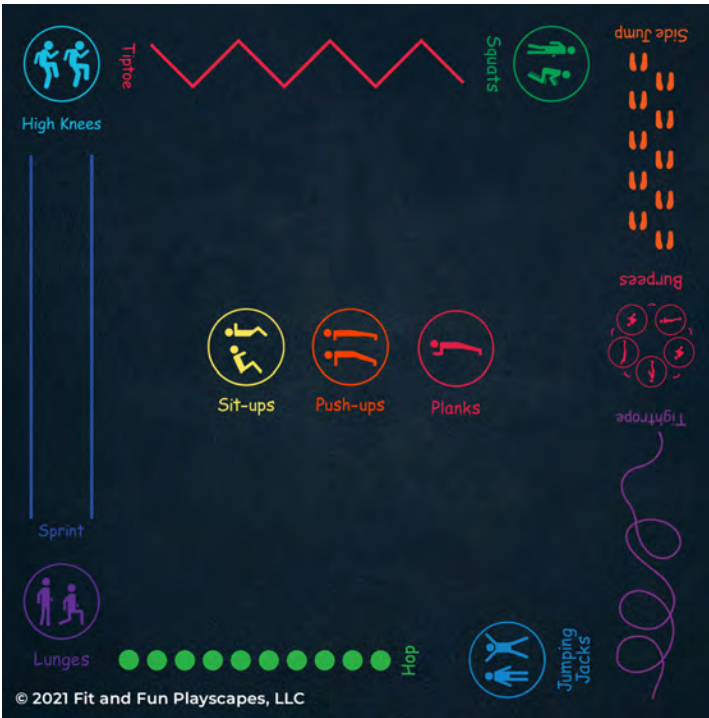 Tiptoe
Squats
Side Jump
High Knees
Burpees
Sit-ups
Push-ups
Planks
Tightrope
Sprint
Lunges
Hop
Jumping
Jacks
© 2021 Fit and Fun Playscapes, LLC